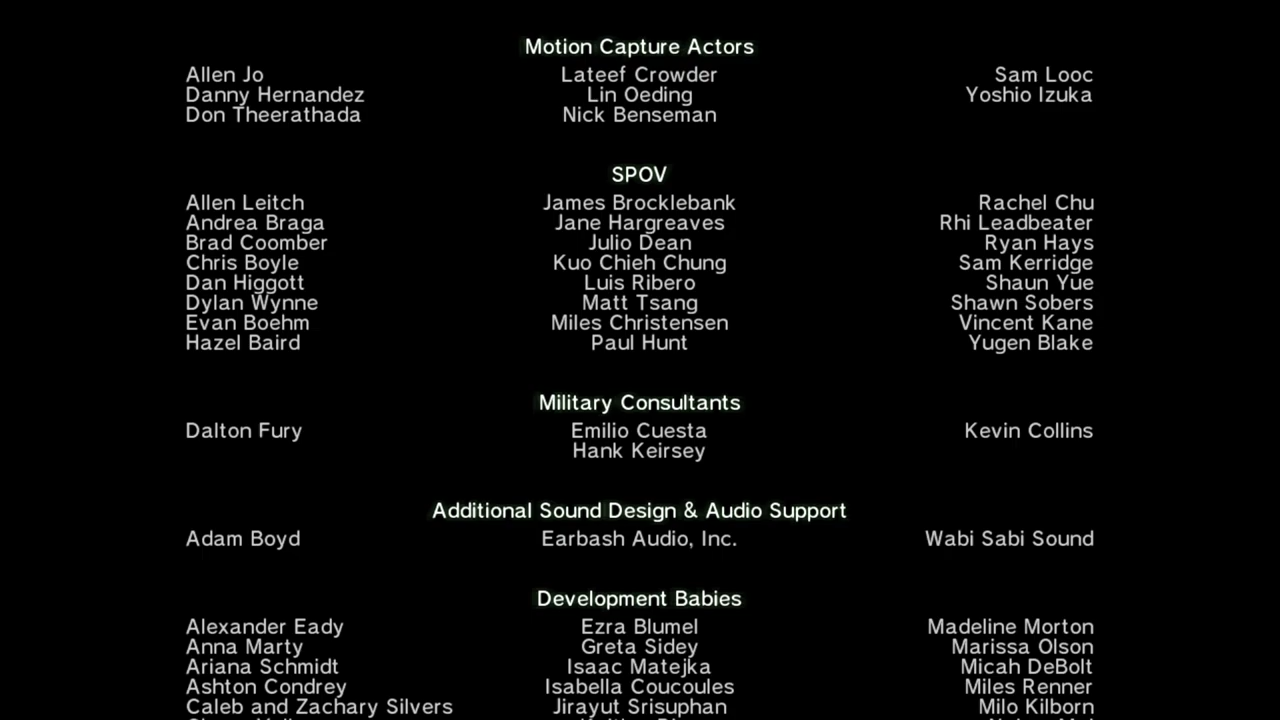 Motion Capture Actors
Allen Jo Lateef Crowder Sam Looc
Danny Hernandez Lin Oeding Yoshio Izuka
Don Theerathada Nick Benseman
SPOV
Allen Leitch James Brocklebank Rachel Chu
Andrea Braga Jane Hargreaves Rhi Leadbeater
Brad Coomber Julio Dean Ryan Hays
Chris Boyle Kuo Chieh Chung Sam Kerridge
Dan Higgott Luis Ribero Shaun Yue
Dylan Wynne Matt Tsang Shawn Sobers
Evan Boehm Miles Christensen Vincent Kane
Hazel Baird Paul Hunt Yugen Blake
Military Consultants
Dalton Fury Emilio Cuesta Kevin Collins
Hank Keirsey
Additional Sound Design & Audio Support
Adam Boyd Earbash Audio, Inc. Wabi Sabi Sound
Development Babies
Alexander Eady Ezra Blumel Madeline Morton
Anna Marty Greta Sidey Marissa Olson
Ariana Schmidt Isaac Matejka Micah DeBolt
Ashton Condrey Isabella Coucoules Miles Renner
Caleb and Zachary Silvers Jirayut Srisuphan Milo Kilborn